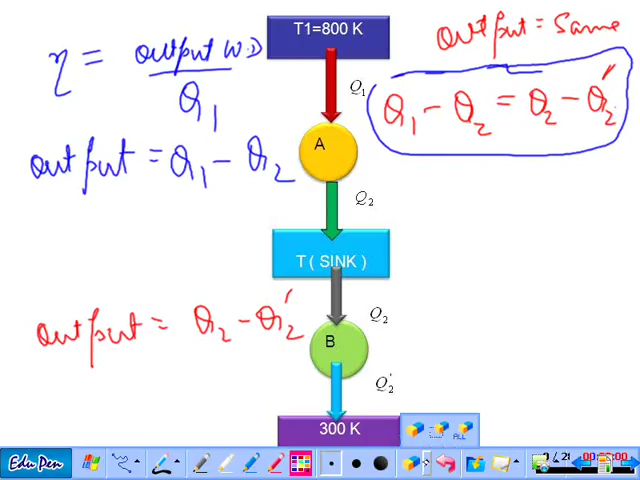 T1=800 K
output = Same
η = output W.D / Q1
Q1
Q1 − Q2 = Q2 − Q2'
output = Q1 − Q2
A
Q2
T ( SINK )
output = Q2 − Q2'
Q2
B
Q2'
300 K
ALL
Edu Pen